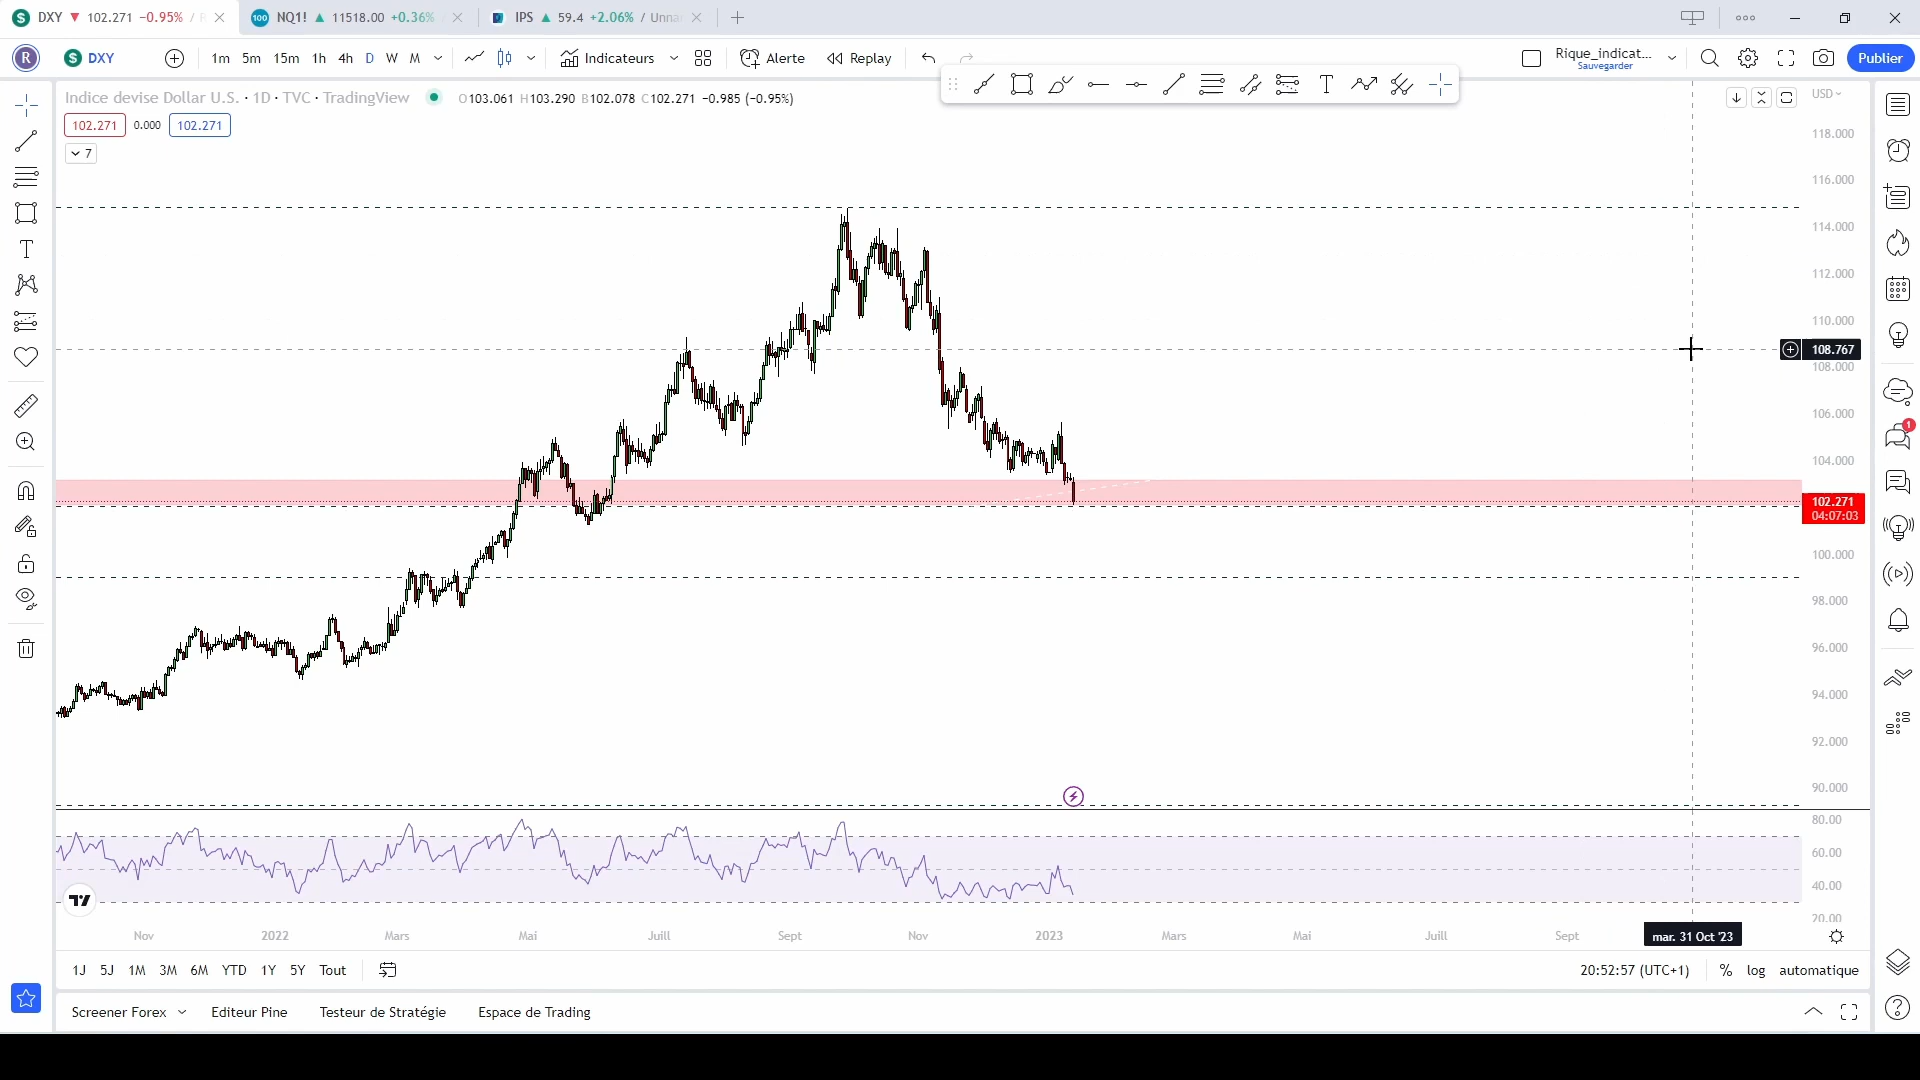 DXY ▼ 102.271 −0.95% / R
100 NQ1! ▲ 11518.00 +0.36%
IPS ▲ 59.4 +2.06% / Unna
R
$ DXY
1m 5m 15m 1h 4h D W M
Indicateurs
Alerte
Replay
Rique_indicat...
Sauvegarder
Publier
Indice devise Dollar U.S. · 1D · TVC · TradingView
O103.061 H103.290 B102.078 C102.271 −0.985 (−0.95%)
USD
102.271 0.000 102.271
7
118.000
116.000
114.000
112.000
110.000
108.767
108.000
106.000
104.000
102.271
04:07:03
100.000
98.000
96.000
94.000
92.000
90.000
80.00
60.00
40.00
20.00
1
Nov 2022 Mars Mai Juill Sept Nov 2023 Mars Mai Juill Sept mar. 31 Oct '23
1J 5J 1M 3M 6M YTD 1Y 5Y Tout
20:52:57 (UTC+1) % log automatique
Screener Forex Editeur Pine Testeur de Stratégie Espace de Trading